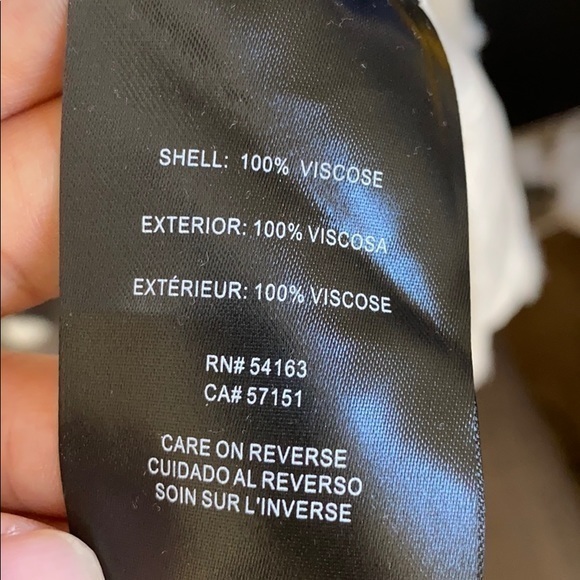 SHELL: 100% VISCOSE
EXTERIOR: 100% VISCOSA
EXTÉRIEUR: 100% VISCOSE
RN# 54163
CA# 57151
CARE ON REVERSE
CUIDADO AL REVERSO
SOIN SUR L'INVERSE